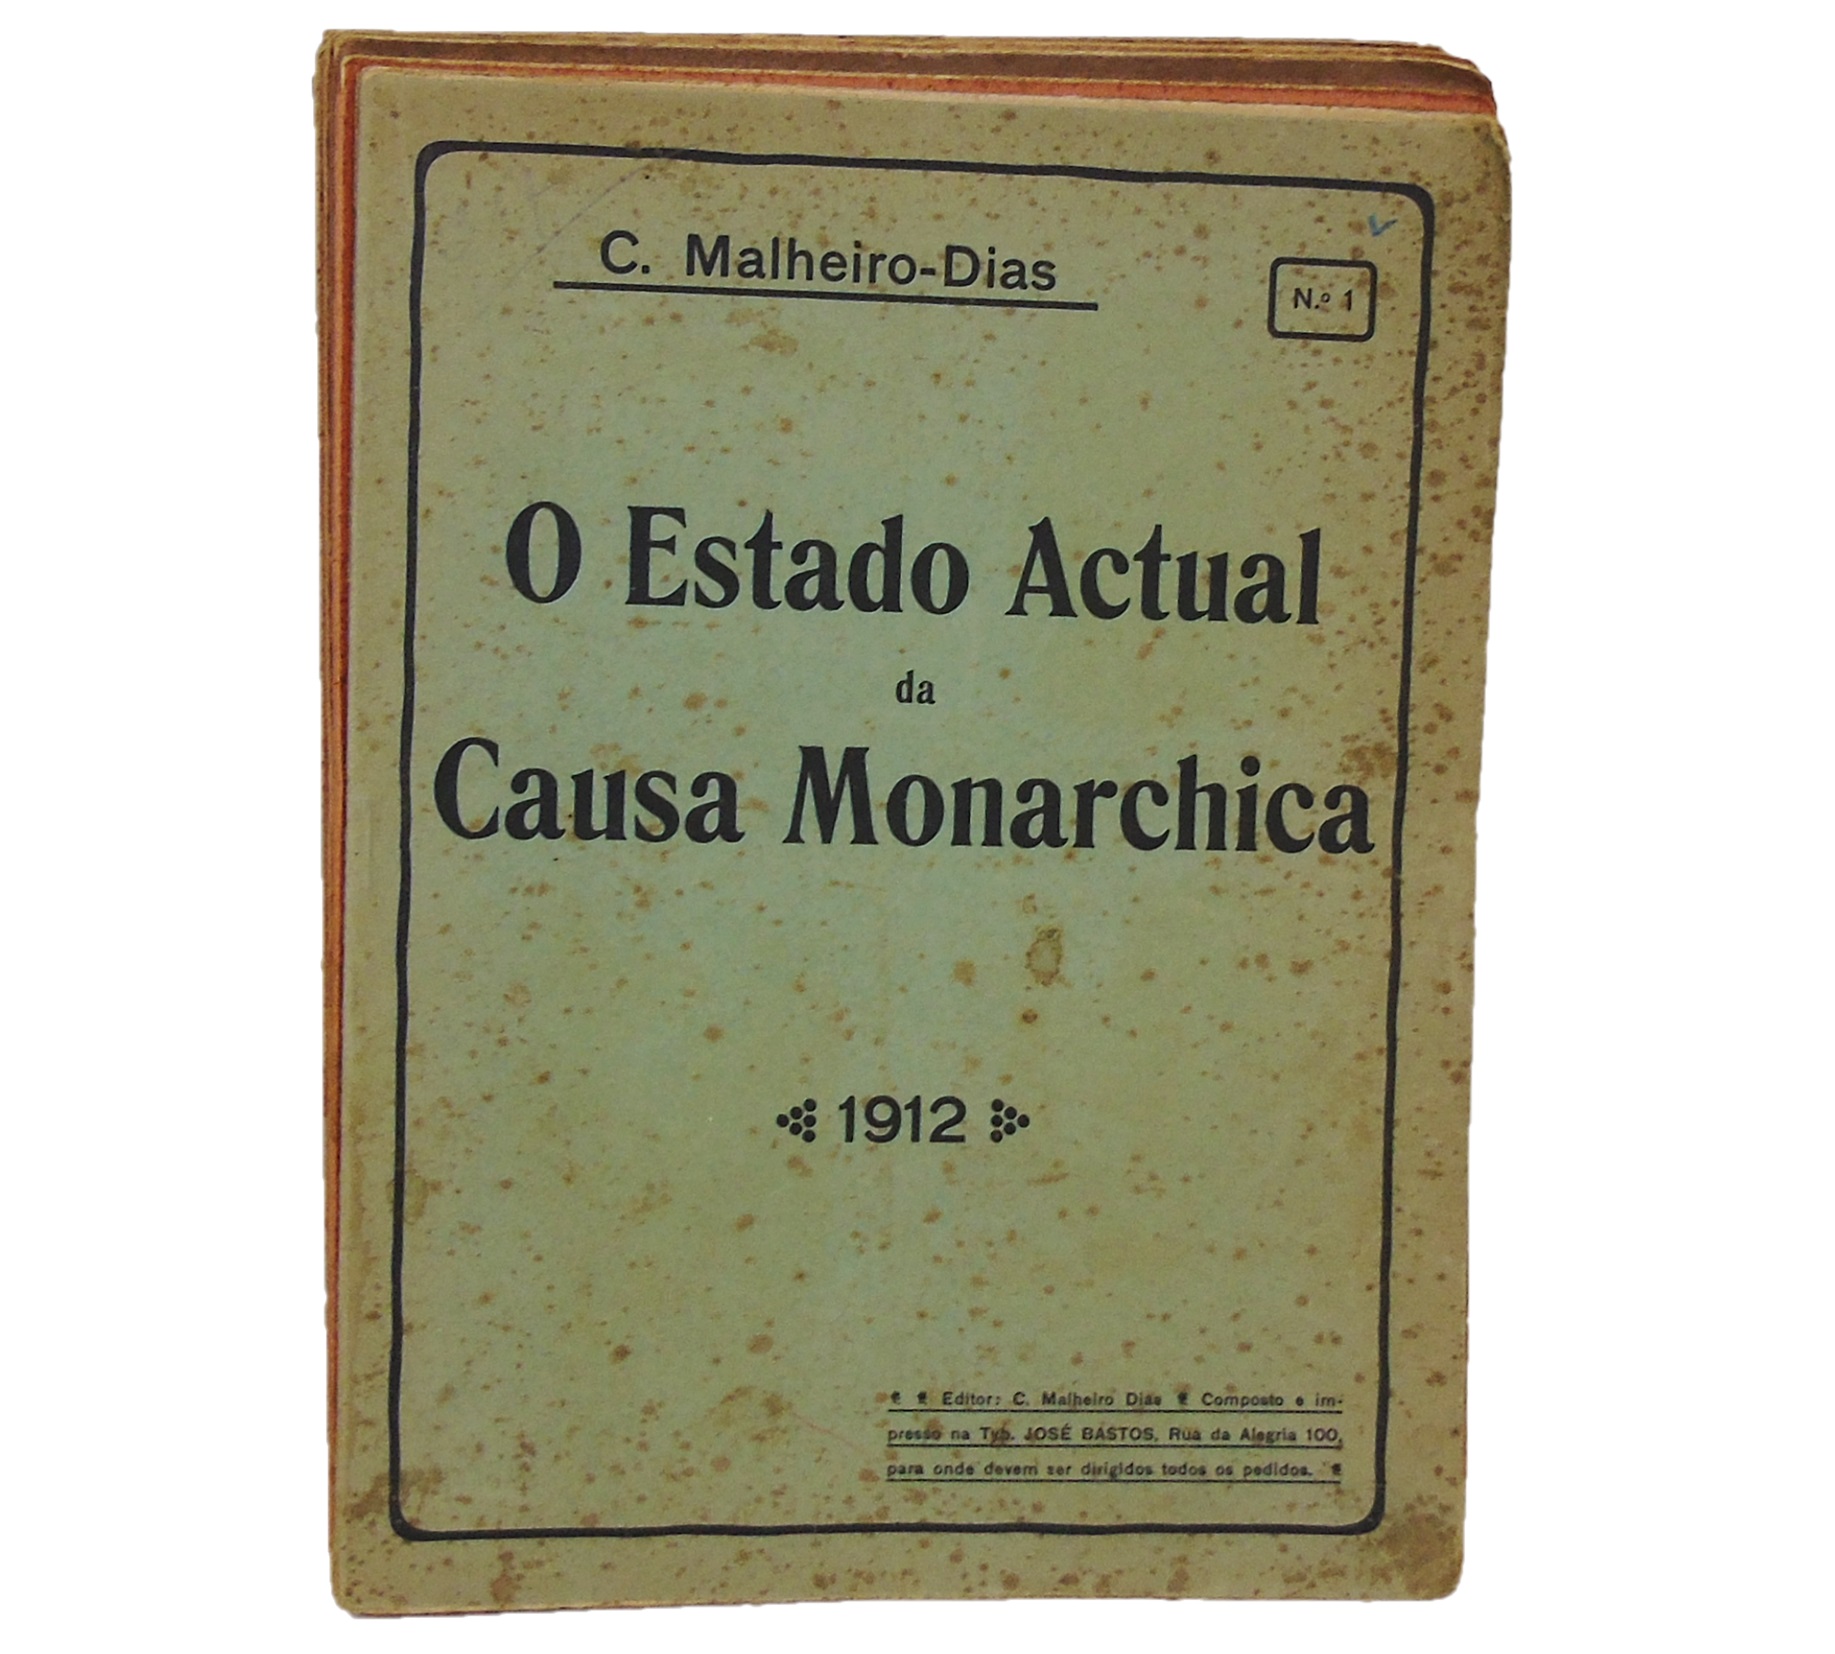 C. Malheiro-Dias
N.º 1
O Estado Actual
da
Causa Monarchica
1912
Editor: C. Malheiro Dias Composto e im-
presso na Typ. JOSÉ BASTOS, Rua da Alegria 100,
para onde devem ser dirigidos todos os pedidos.